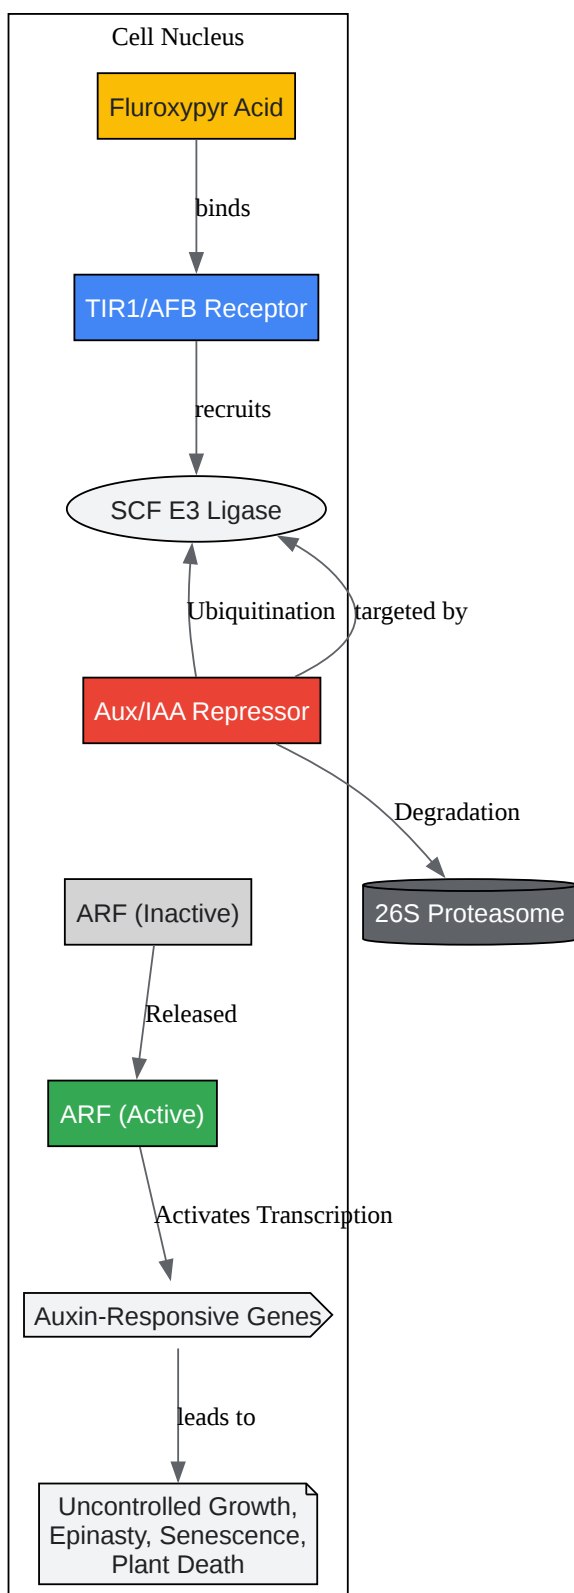 Cell Nucleus
Fluroxypyr Acid
binds
TIR1/AFB Receptor
recruits
SCF E3 Ligase
Ubiquitination
targeted by
Aux/IAA Repressor
Degradation
ARF (Inactive)
26S Proteasome
Released
ARF (Active)
Activates Transcription
Auxin-Responsive Genes
leads to
Uncontrolled Growth,
Epinasty, Senescence,
Plant Death